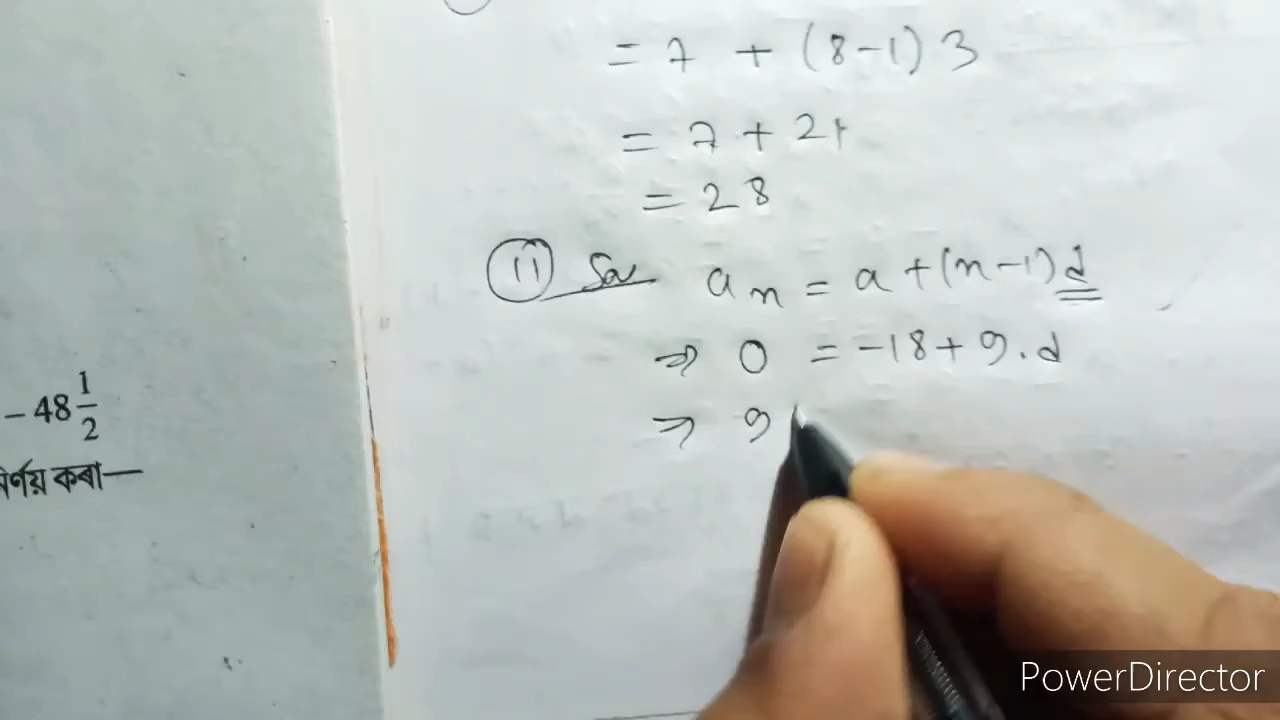 = 7 + (8-1) 3
= 7 + 21
= 28
(ii) an = a + (n-1) d
⇒ 0 = -18 + 9.d
⇒ 9
- 48 1/2
নিৰ্ণয় কৰা—
PowerDirector